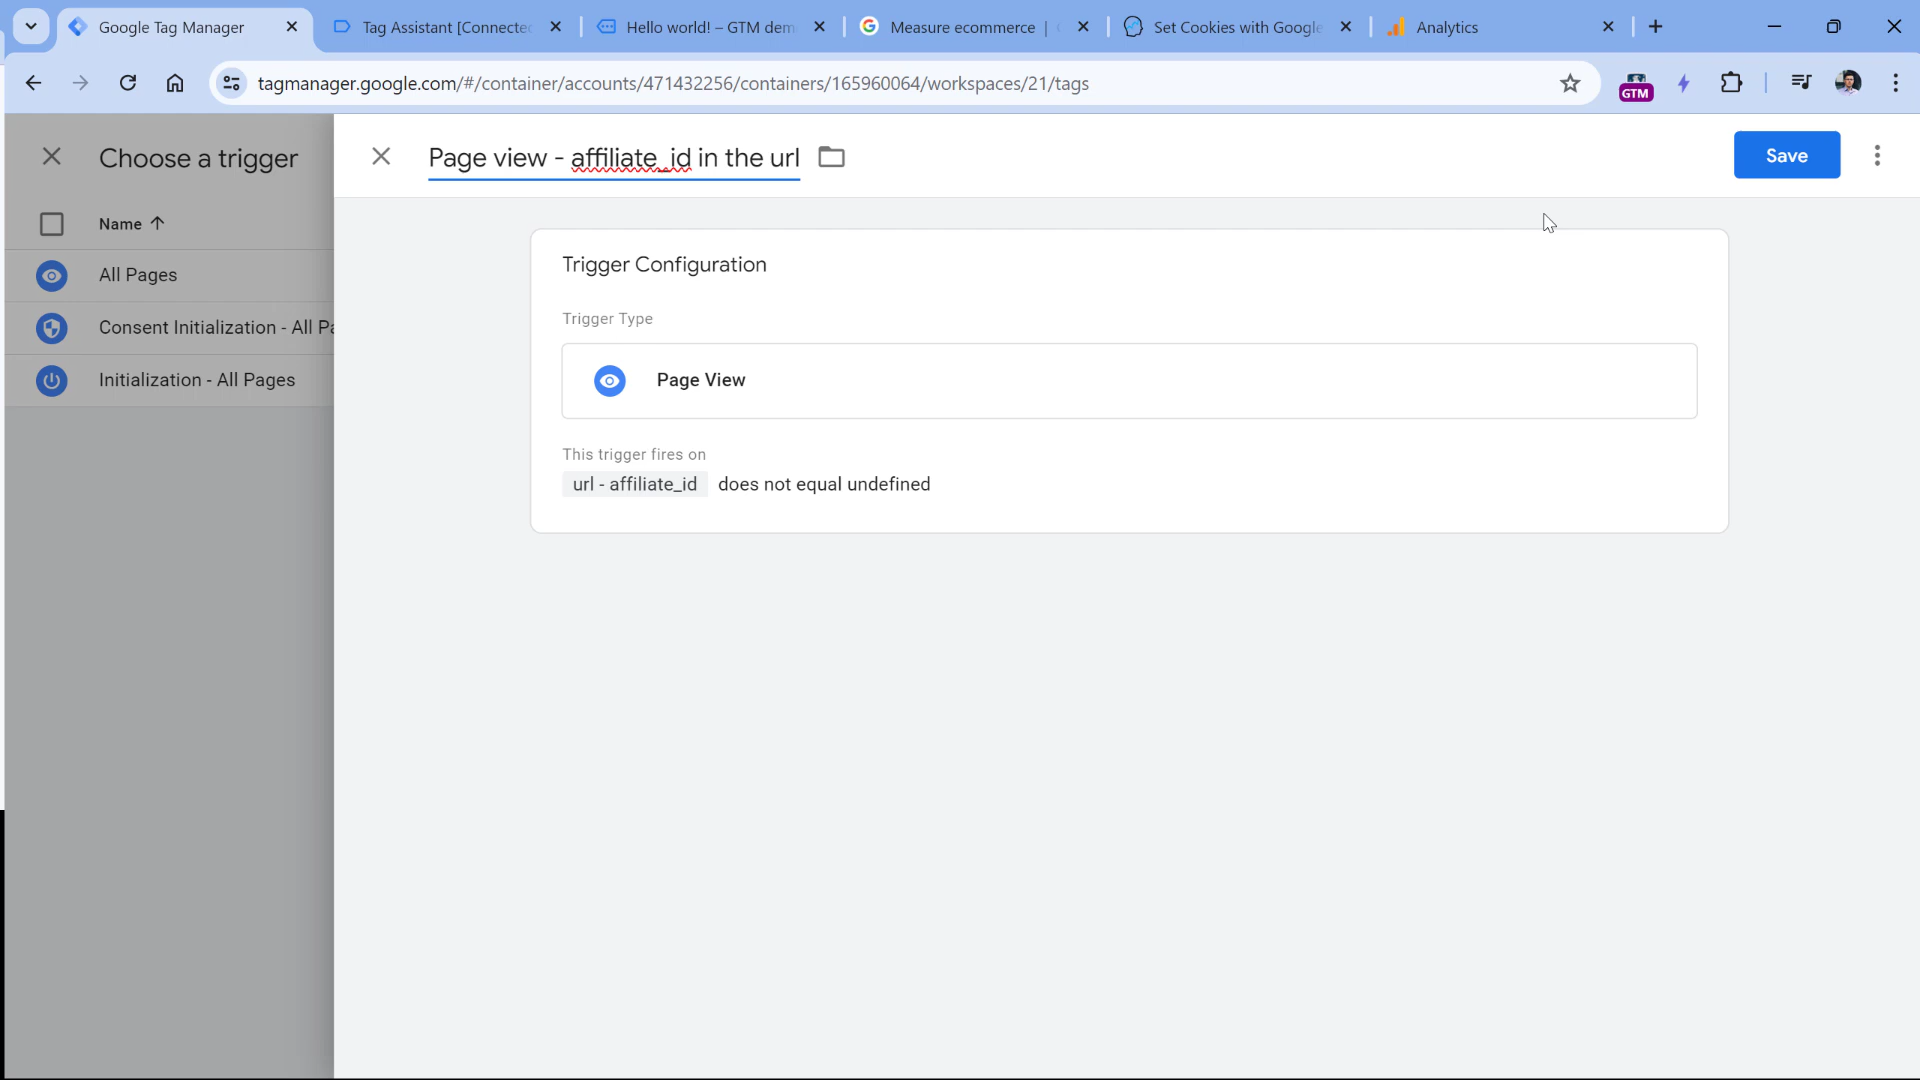 Google Tag Manager
Tag Assistant [Connected
Hello world! – GTM dem
Measure ecommerce |
Set Cookies with Google
Analytics
tagmanager.google.com/#/container/accounts/471432256/containers/165960064/workspaces/21/tags
GTM
Choose a trigger
Page view - affiliate_id in the url
Save
Name
All Pages
Consent Initialization - All Pa
Initialization - All Pages
Trigger Configuration
Trigger Type
Page View
This trigger fires on
url - affiliate_id does not equal undefined